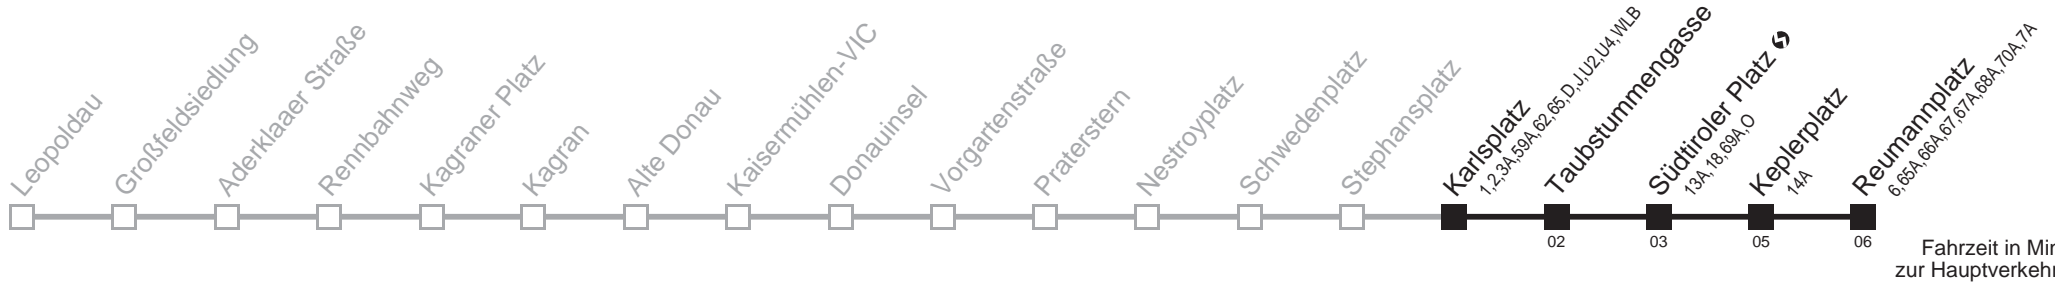 Leopoldau
Großfeldsiedlung
Aderklaaer Straße
Rennbahnweg
Kagraner Platz
Kagran
Alte Donau
Kaisermühlen-VIC
Donauinsel
Vorgartenstraße
Praterstern
Nestroyplatz
Schwedenplatz
Stephansplatz
Karlsplatz
1,2,3A,59A,62,65,D,J,U2,U4,WLB
Taubstummengasse
02
Südtiroler Platz
13A,18,69A,O
03
Keplerplatz
14A
05
Reumannplatz
6,65A,66A,67,67A,68A,70A,7A
06
Fahrzeit in Min
zur Hauptverkehr